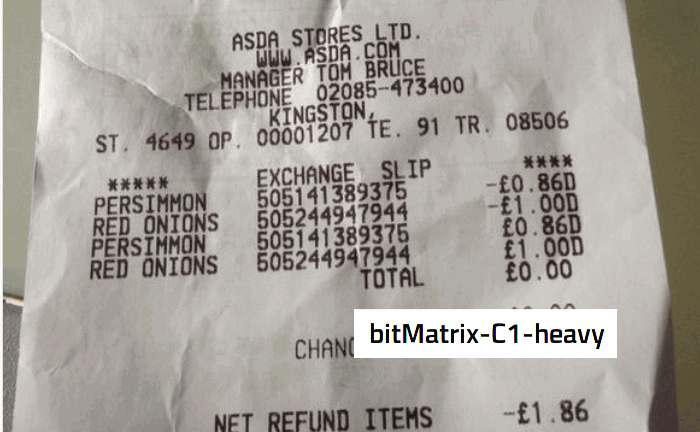 ASDA STORES LTD.
WWW.ASDA.COM
MANAGER TOM BRUCE
TELEPHONE 02085-473400
KINGSTON,
ST. 4649 OP. 00001207 TE. 91 TR. 08506
***** EXCHANGE SLIP ****
PERSIMMON 505141389375 -£0.86D
RED ONIONS 505244947944 -£1.00D
PERSIMMON 505141389375 £0.86D
RED ONIONS 505244947944 £1.00D
TOTAL £0.00
bitMatrix-C1-heavy
NET REFUND ITEMS -£1.86